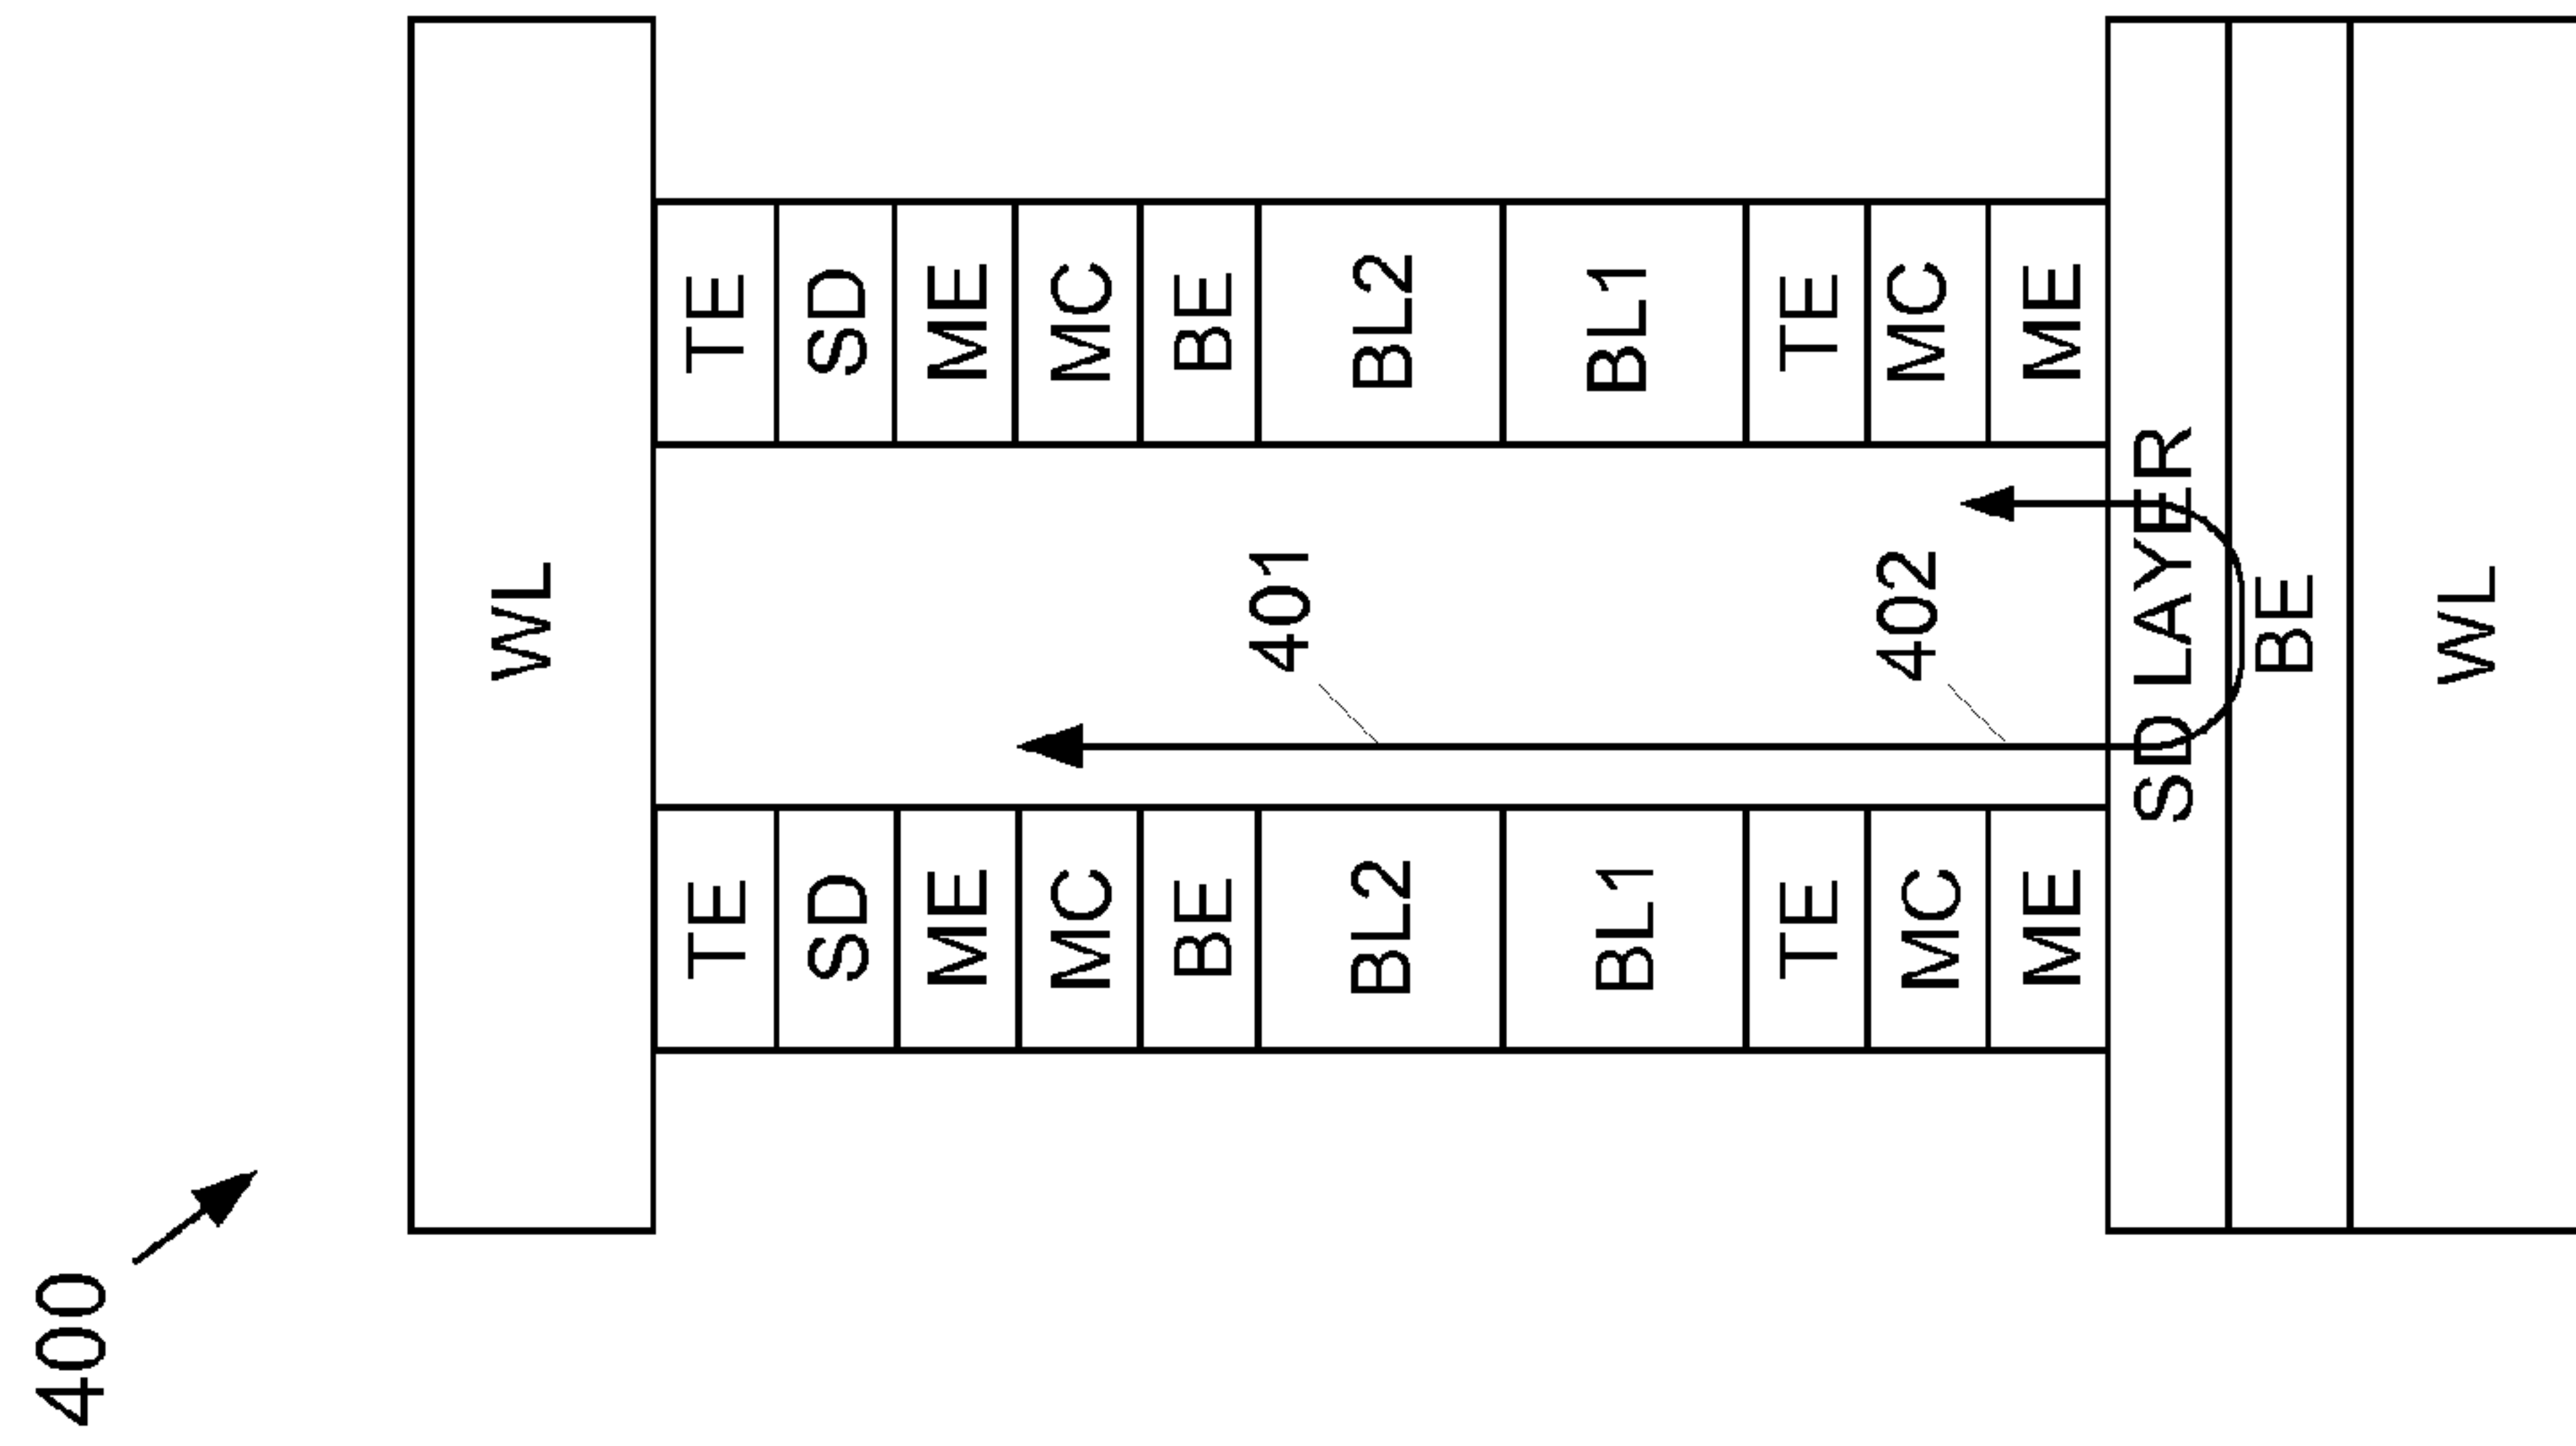 400
WL
TE TE
SD SD
ME ME
MC MC
BE BE
401
BL2 BL2
BL1 BL1
TE TE
MC 402 MC
ME ME
SD LAYER
BE
WL